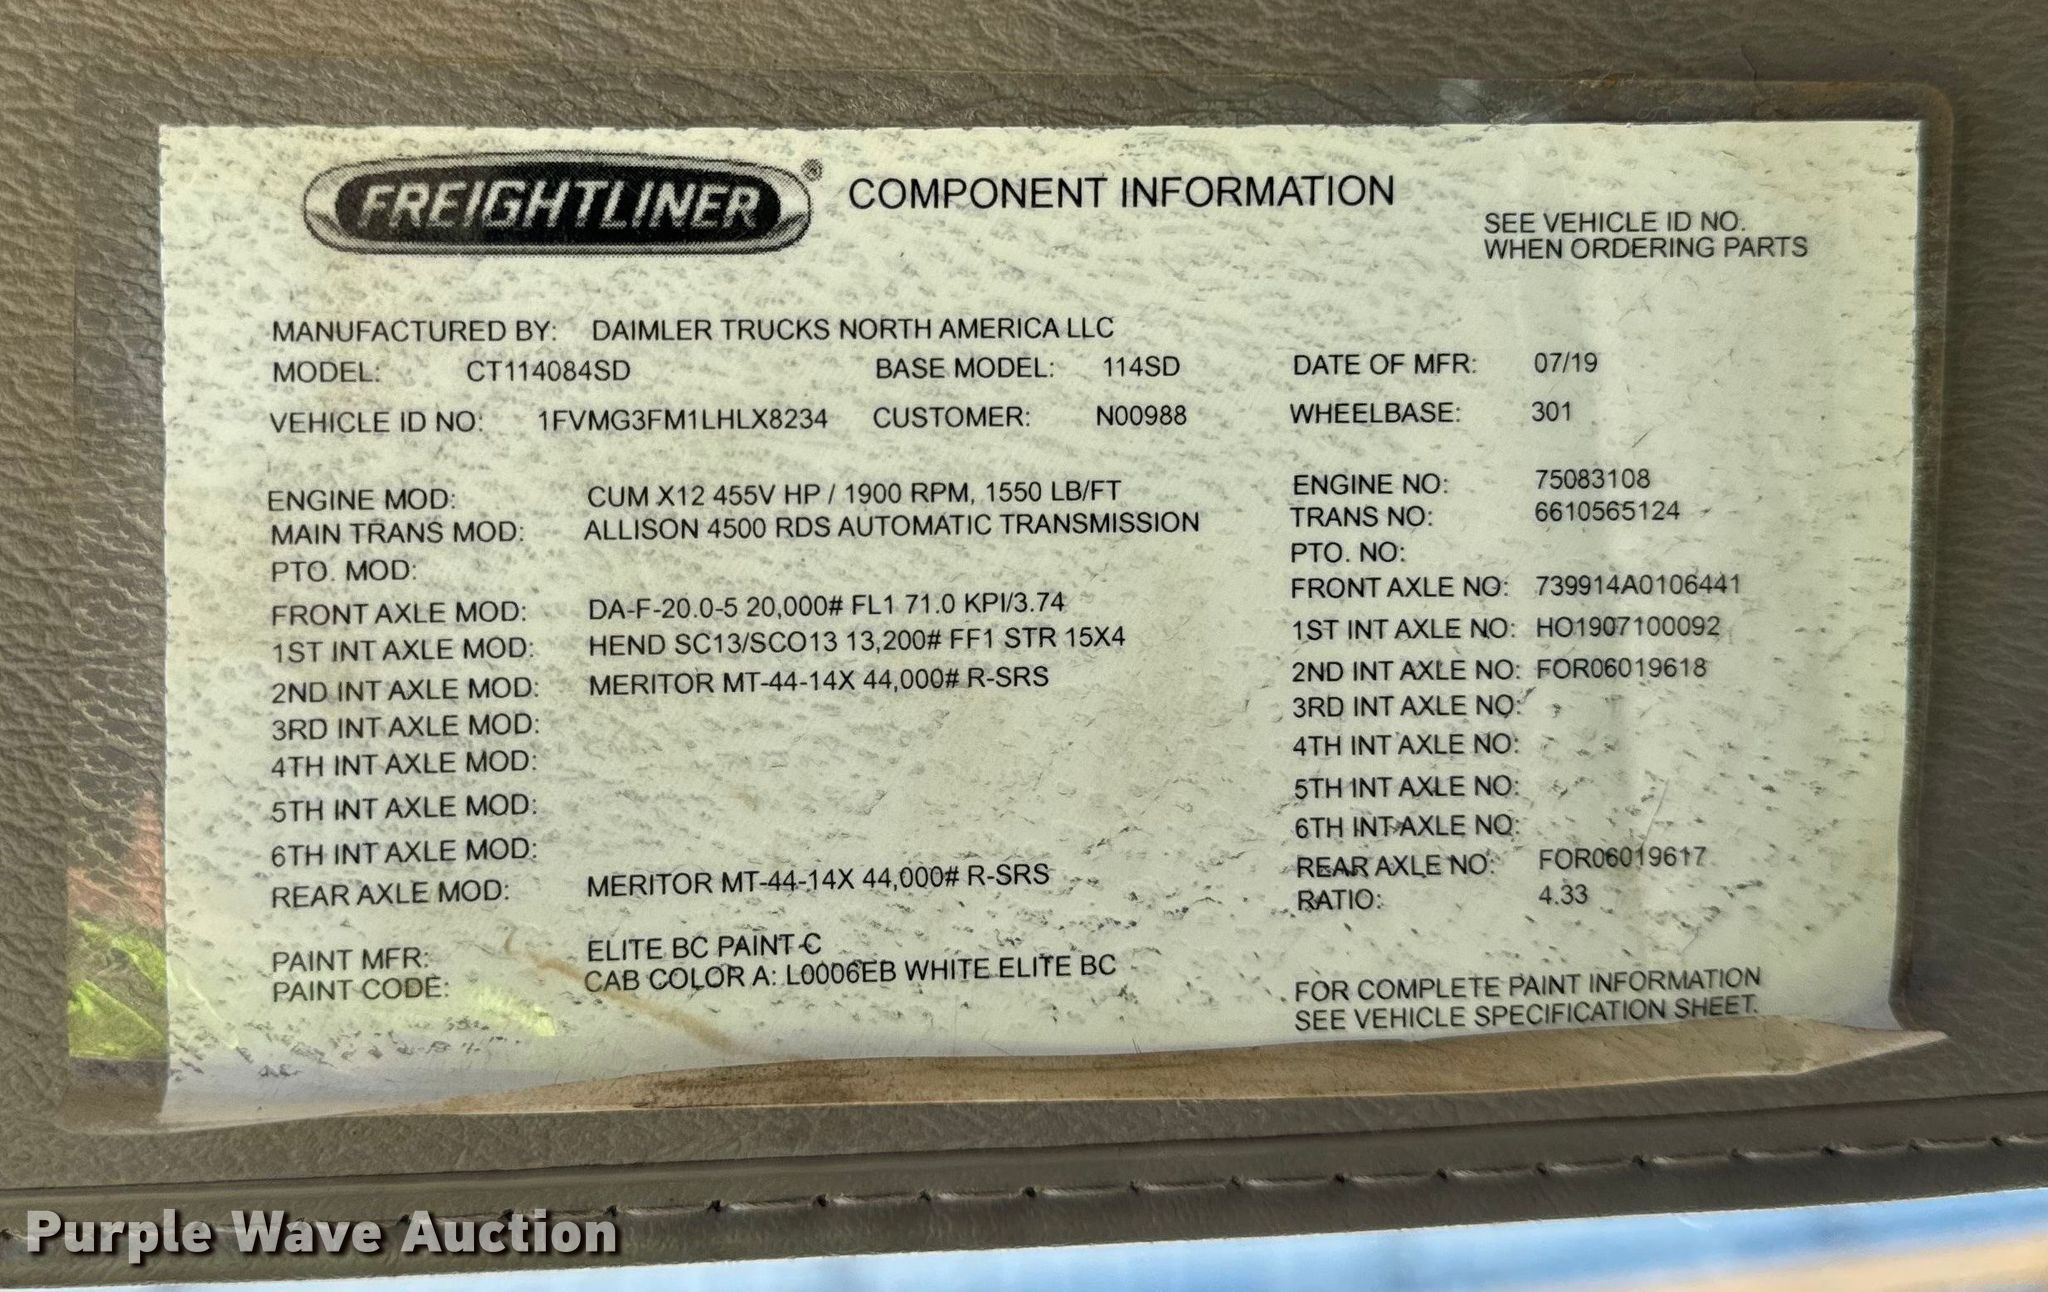 FREIGHTLINER® COMPONENT INFORMATION
SEE VEHICLE ID NO.
WHEN ORDERING PARTS
MANUFACTURED BY: DAIMLER TRUCKS NORTH AMERICA LLC
MODEL: CT114084SD BASE MODEL: 114SD DATE OF MFR: 07/19
VEHICLE ID NO: 1FVMG3FM1LHLX8234 CUSTOMER: N00988 WHEELBASE: 301
ENGINE MOD: CUM X12 455V HP / 1900 RPM, 1550 LB/FT ENGINE NO: 75083108
MAIN TRANS MOD: ALLISON 4500 RDS AUTOMATIC TRANSMISSION TRANS NO: 6610565124
PTO. MOD: PTO. NO:
FRONT AXLE MOD: DA-F-20.0-5 20,000# FL1 71.0 KPI/3.74 FRONT AXLE NO: 739914A0106441
1ST INT AXLE MOD: HEND SC13/SCO13 13,200# FF1 STR 15X4 1ST INT AXLE NO: HO1907100092
2ND INT AXLE MOD: MERITOR MT-44-14X 44,000# R-SRS 2ND INT AXLE NO: FOR06019618
3RD INT AXLE MOD: 3RD INT AXLE NO:
4TH INT AXLE MOD: 4TH INT AXLE NO:
5TH INT AXLE MOD: 5TH INT AXLE NO:
6TH INT AXLE MOD: 6TH INT AXLE NO:
REAR AXLE MOD: MERITOR MT-44-14X 44,000# R-SRS REAR AXLE NO: FOR06019617
RATIO: 4.33
PAINT MFR: ELITE BC PAINT-C
PAINT CODE: CAB COLOR A: L0006EB WHITE ELITE BC
FOR COMPLETE PAINT INFORMATION
SEE VEHICLE SPECIFICATION SHEET.
Purple Wave Auction